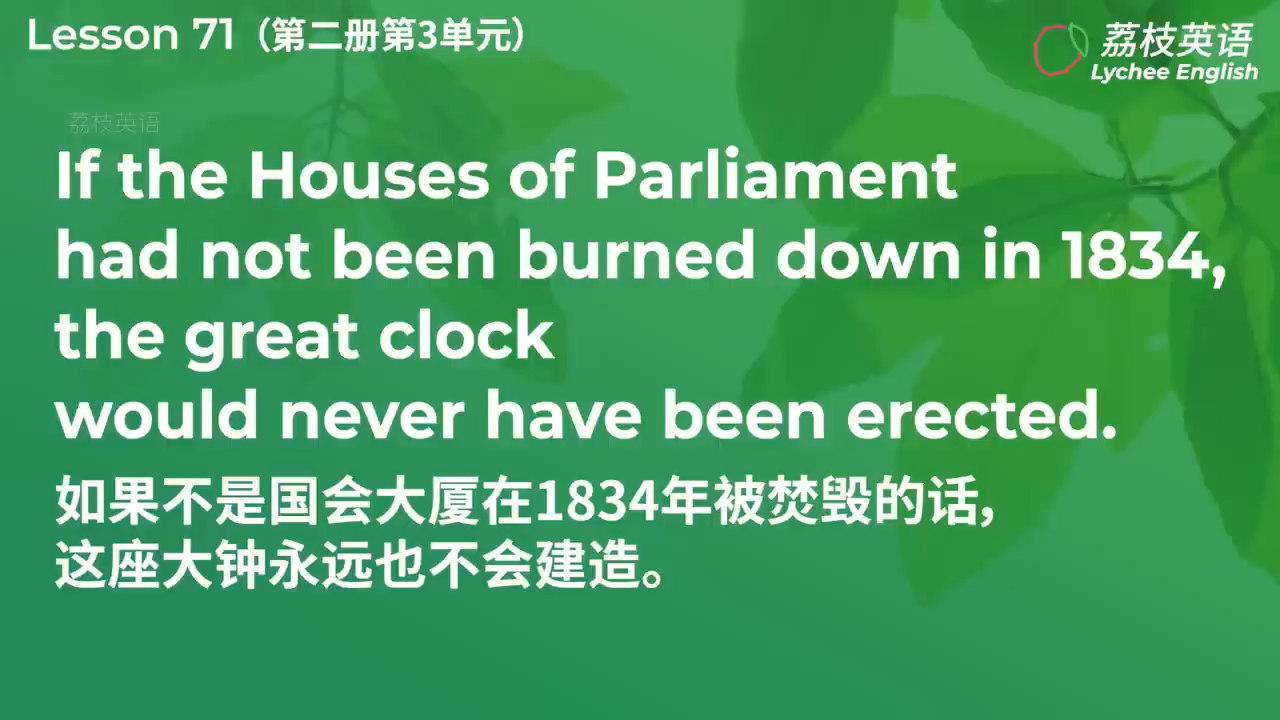 Lesson 71（第二册第3单元）
荔枝英语
Lychee English
荔枝英语
If the Houses of Parliament
had not been burned down in 1834,
the great clock
would never have been erected.
如果不是国会大厦在1834年被焚毁的话,
这座大钟永远也不会建造。